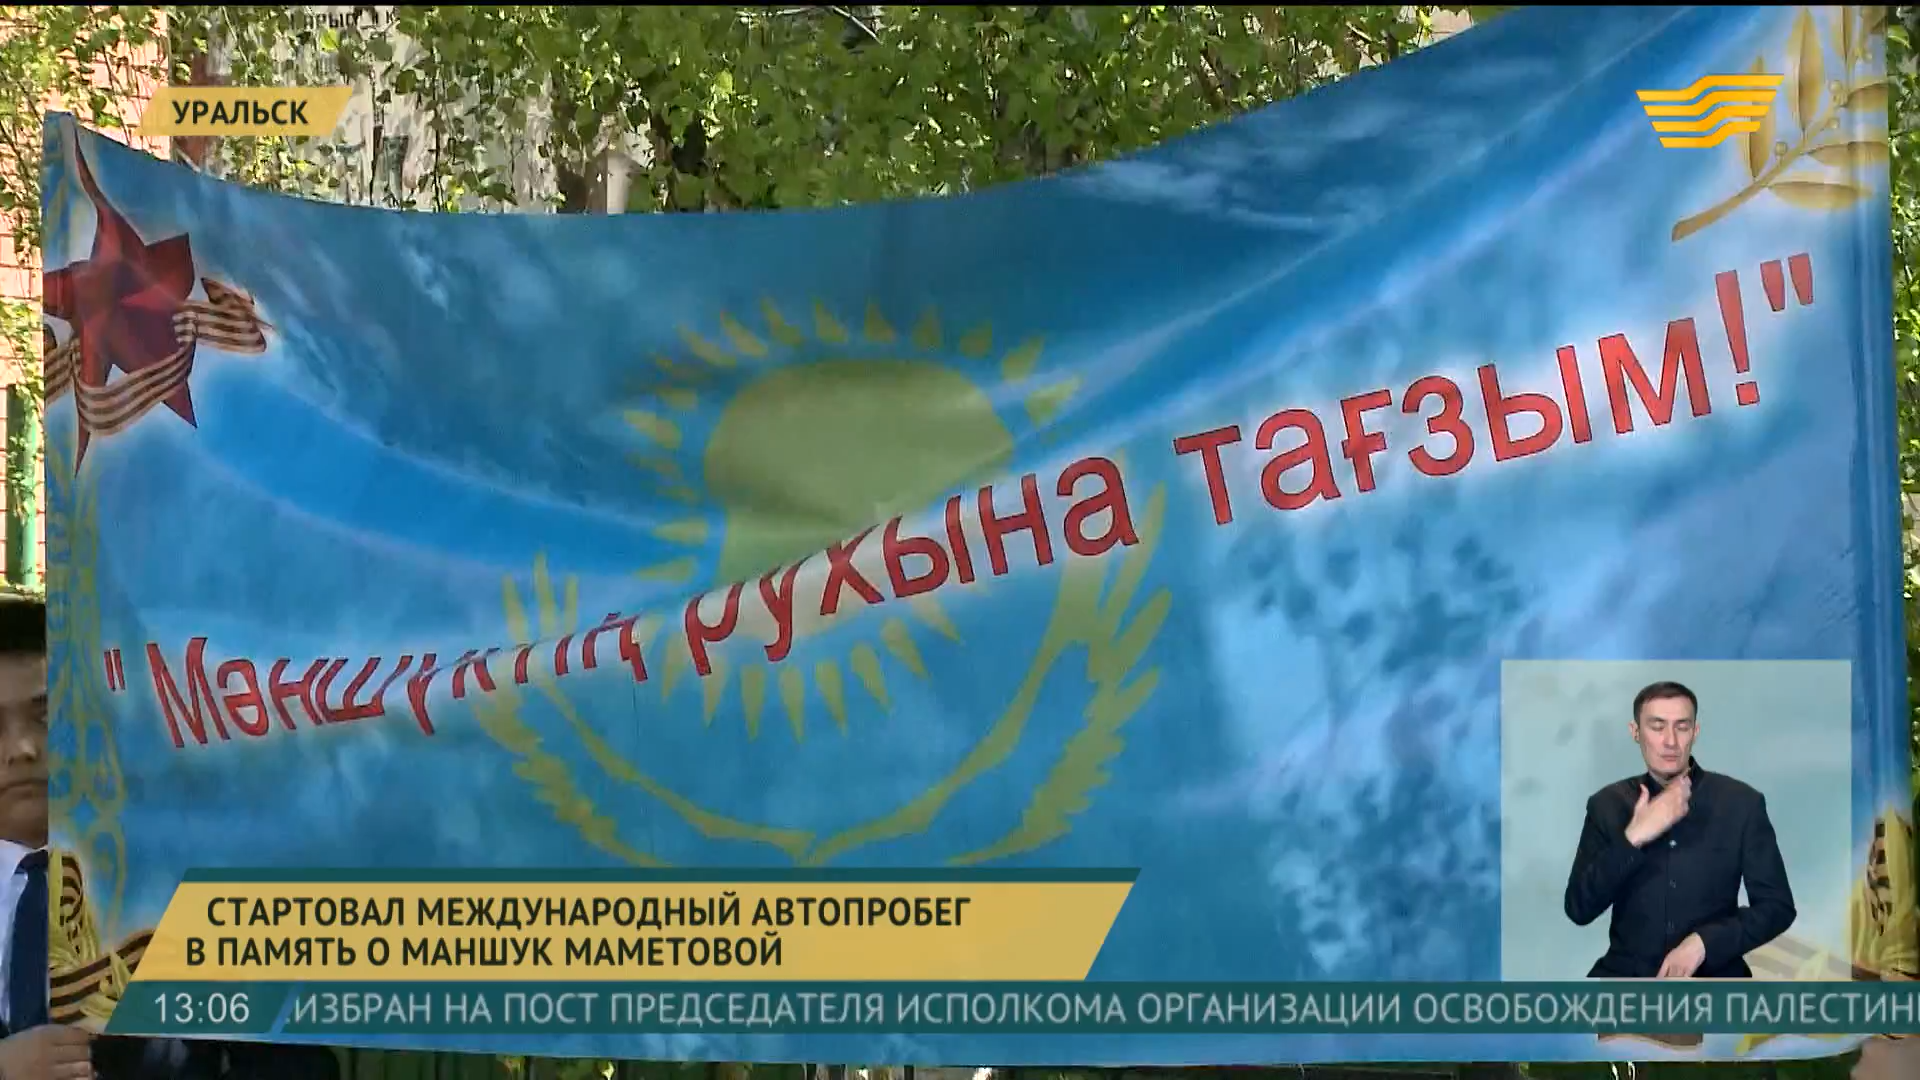 УРАЛЬСК
"Мәншүктің рухына тағзым!"
СТАРТОВАЛ МЕЖДУНАРОДНЫЙ АВТОПРОБЕГ
В ПАМЯТЬ О МАНШУК МАМЕТОВОЙ
13:06 .ИЗБРАН НА ПОСТ ПРЕДСЕДАТЕЛЯ ИСПОЛКОМА ОРГАНИЗАЦИИ ОСВОБОЖДЕНИЯ ПАЛЕСТИН